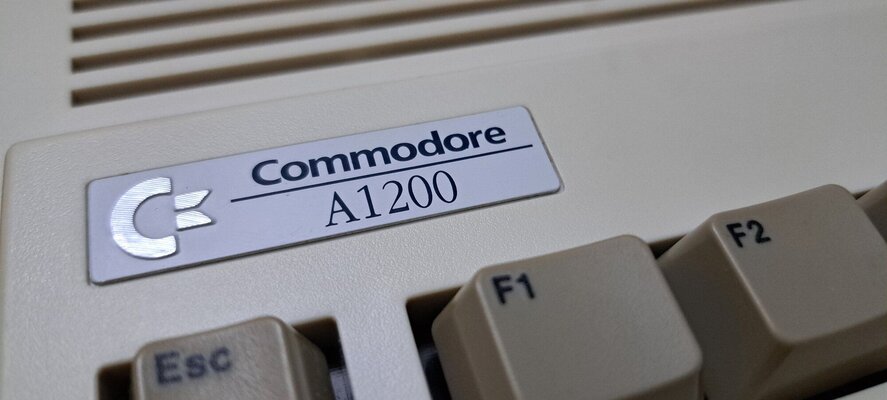 Commodore
A1200
Esc
F1
F2